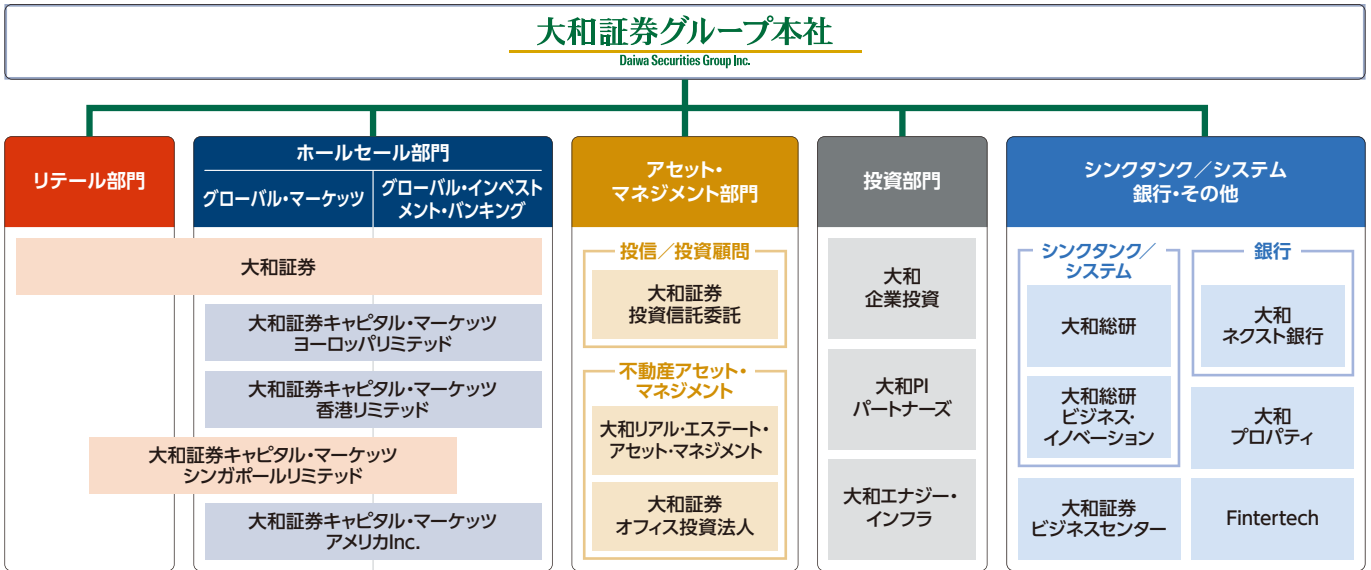 大和証券グループ本社
Daiwa Securities Group Inc.
リテール部門
ホールセール部門
グローバル・マーケッツ
グローバル・インベスト
メント・バンキング
大和証券
大和証券キャピタル・マーケッツ
ヨーロッパリミテッド
大和証券キャピタル・マーケッツ
香港リミテッド
大和証券キャピタル・マーケッツ
シンガポールリミテッド
大和証券キャピタル・マーケッツ
アメリカInc.
アセット・
マネジメント部門
投信／投資顧問
大和証券
投資信託委託
不動産アセット・
マネジメント
大和リアル・エステート・
アセット・マネジメント
大和証券
オフィス投資法人
投資部門
大和
企業投資
大和PI
パートナーズ
大和エナジー・
インフラ
シンクタンク／システム
銀行・その他
シンクタンク／
システム
大和総研
大和総研
ビジネス・
イノベーション
大和証券
ビジネスセンター
銀行
大和
ネクスト銀行
大和
プロパティ
Fintertech